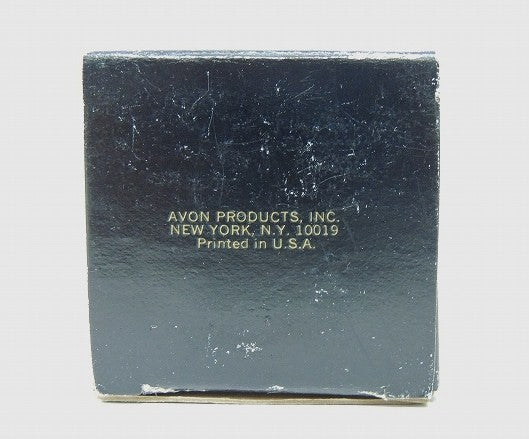 AVON PRODUCTS, INC.
NEW YORK, N.Y. 10019
Printed in U.S.A.